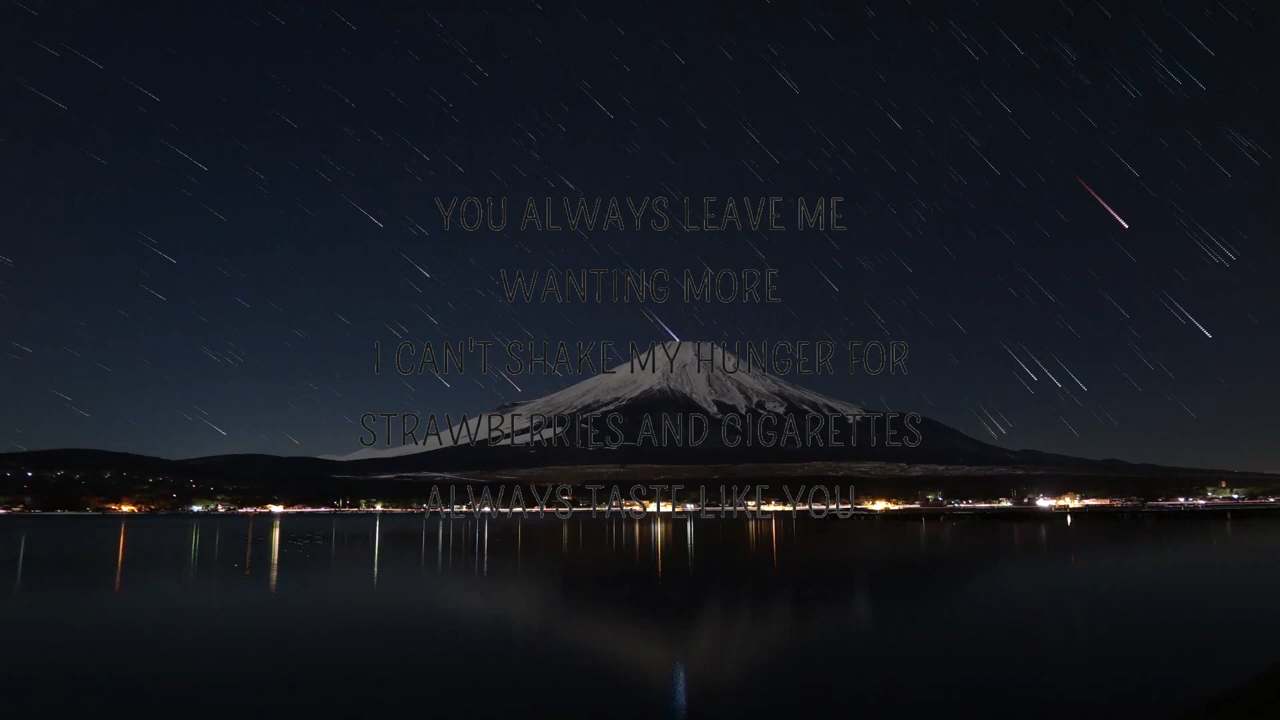 YOU ALWAYS LEAVE ME
WANTING MORE
I CAN'T SHAKE MY HUNGER FOR
STRAWBERRIES AND CIGARETTES
ALWAYS TASTE LIKE YOU